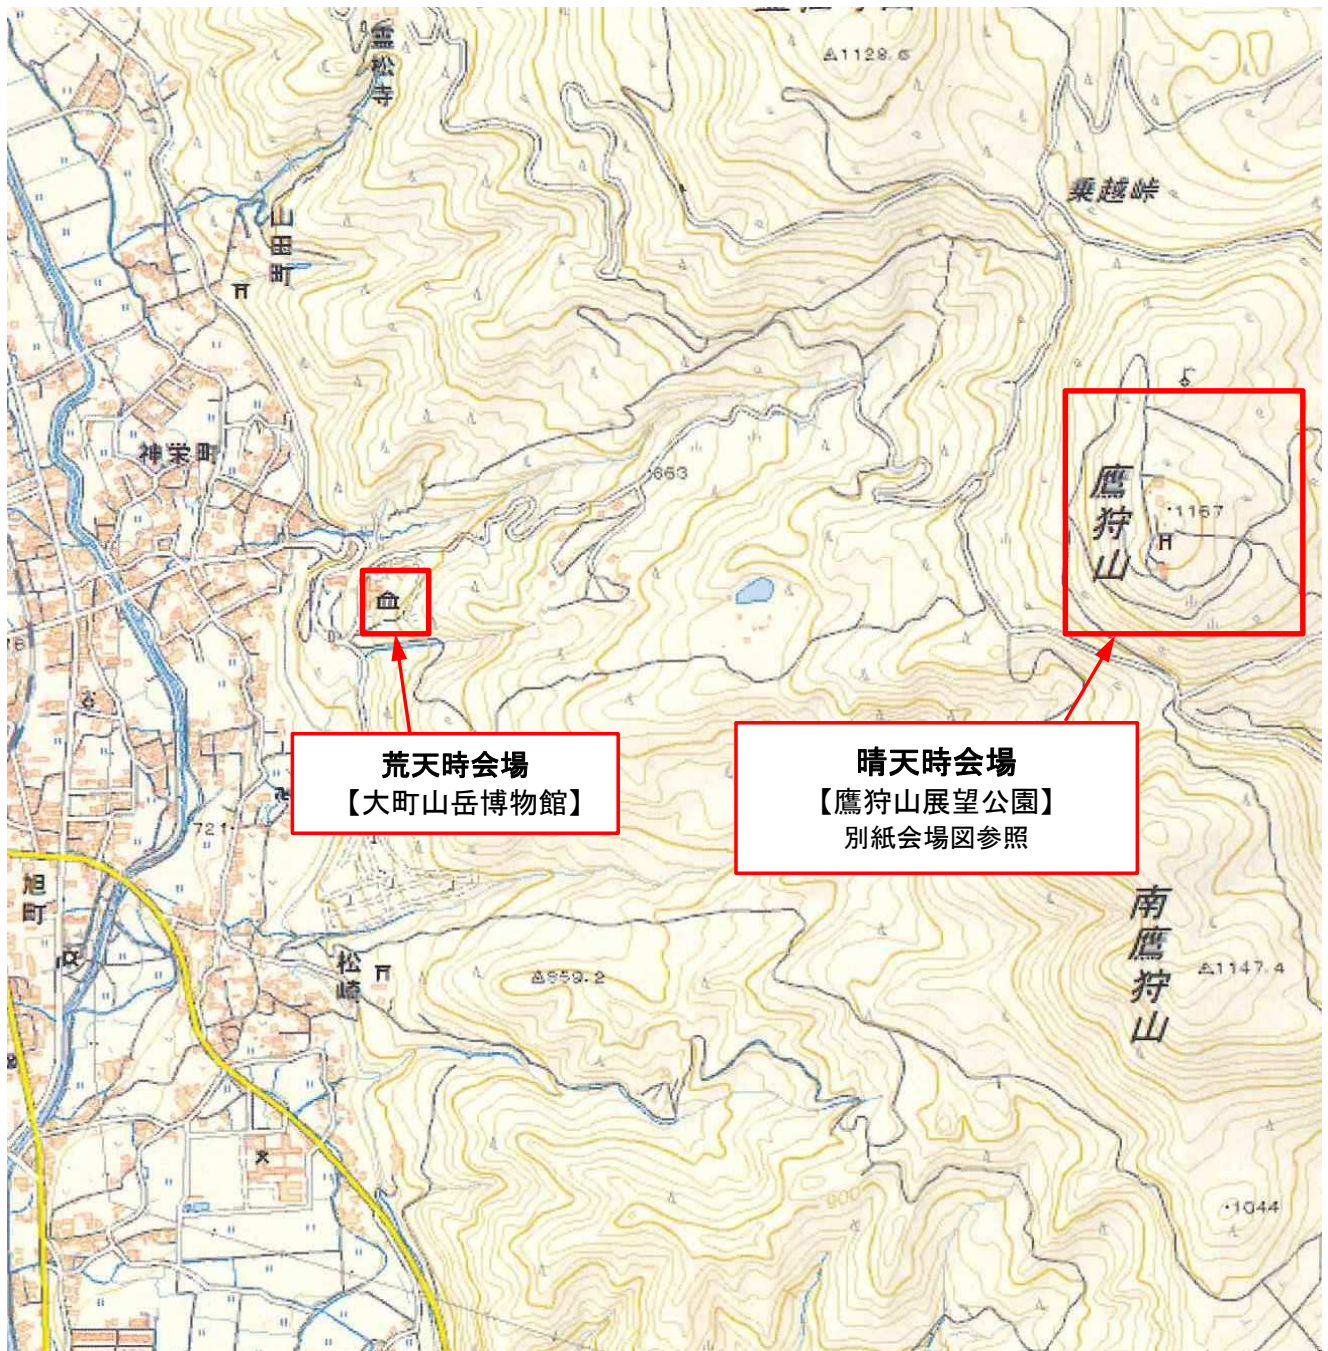 霊松寺
△1128.6
乗越峠
山田町
神栄町
·663
鷹狩山
·1167
荒天時会場
【大町山岳博物館】
晴天時会場
【鷹狩山展望公園】
別紙会場図参照
721·
旭町
松崎
△859.2
南鷹狩山
△1147.4
900
·1044